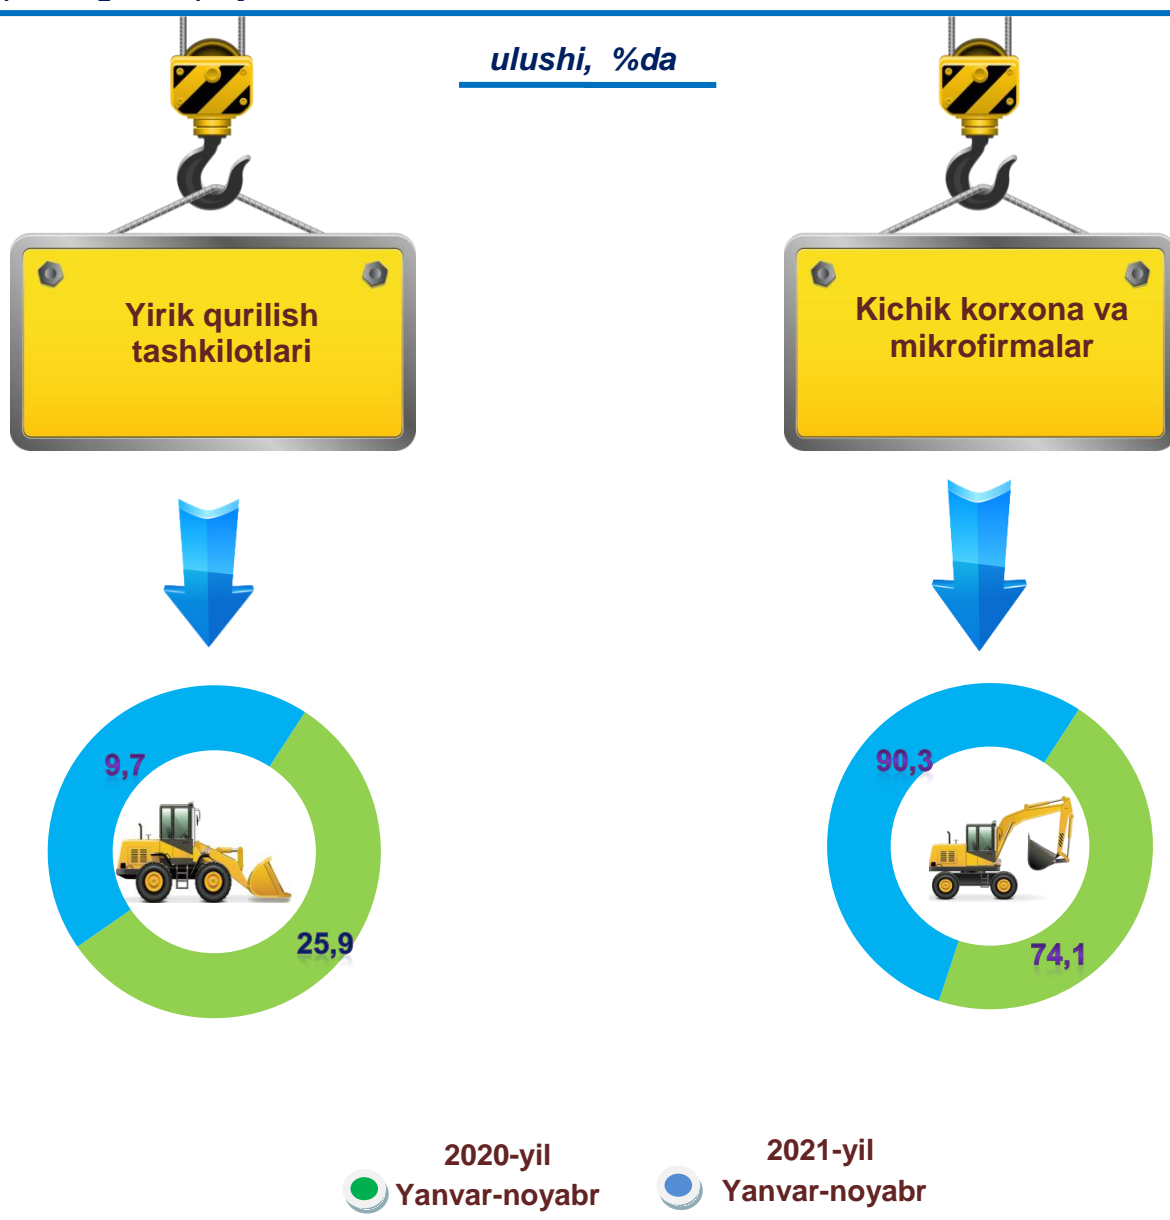 ulushi, %da
Yirik qurilish
tashkilotlari
Kichik korxona va
mikrofirmalar
9,7
25,9
90,3
74,1
2020-yil
Yanvar-noyabr
2021-yil
Yanvar-noyabr